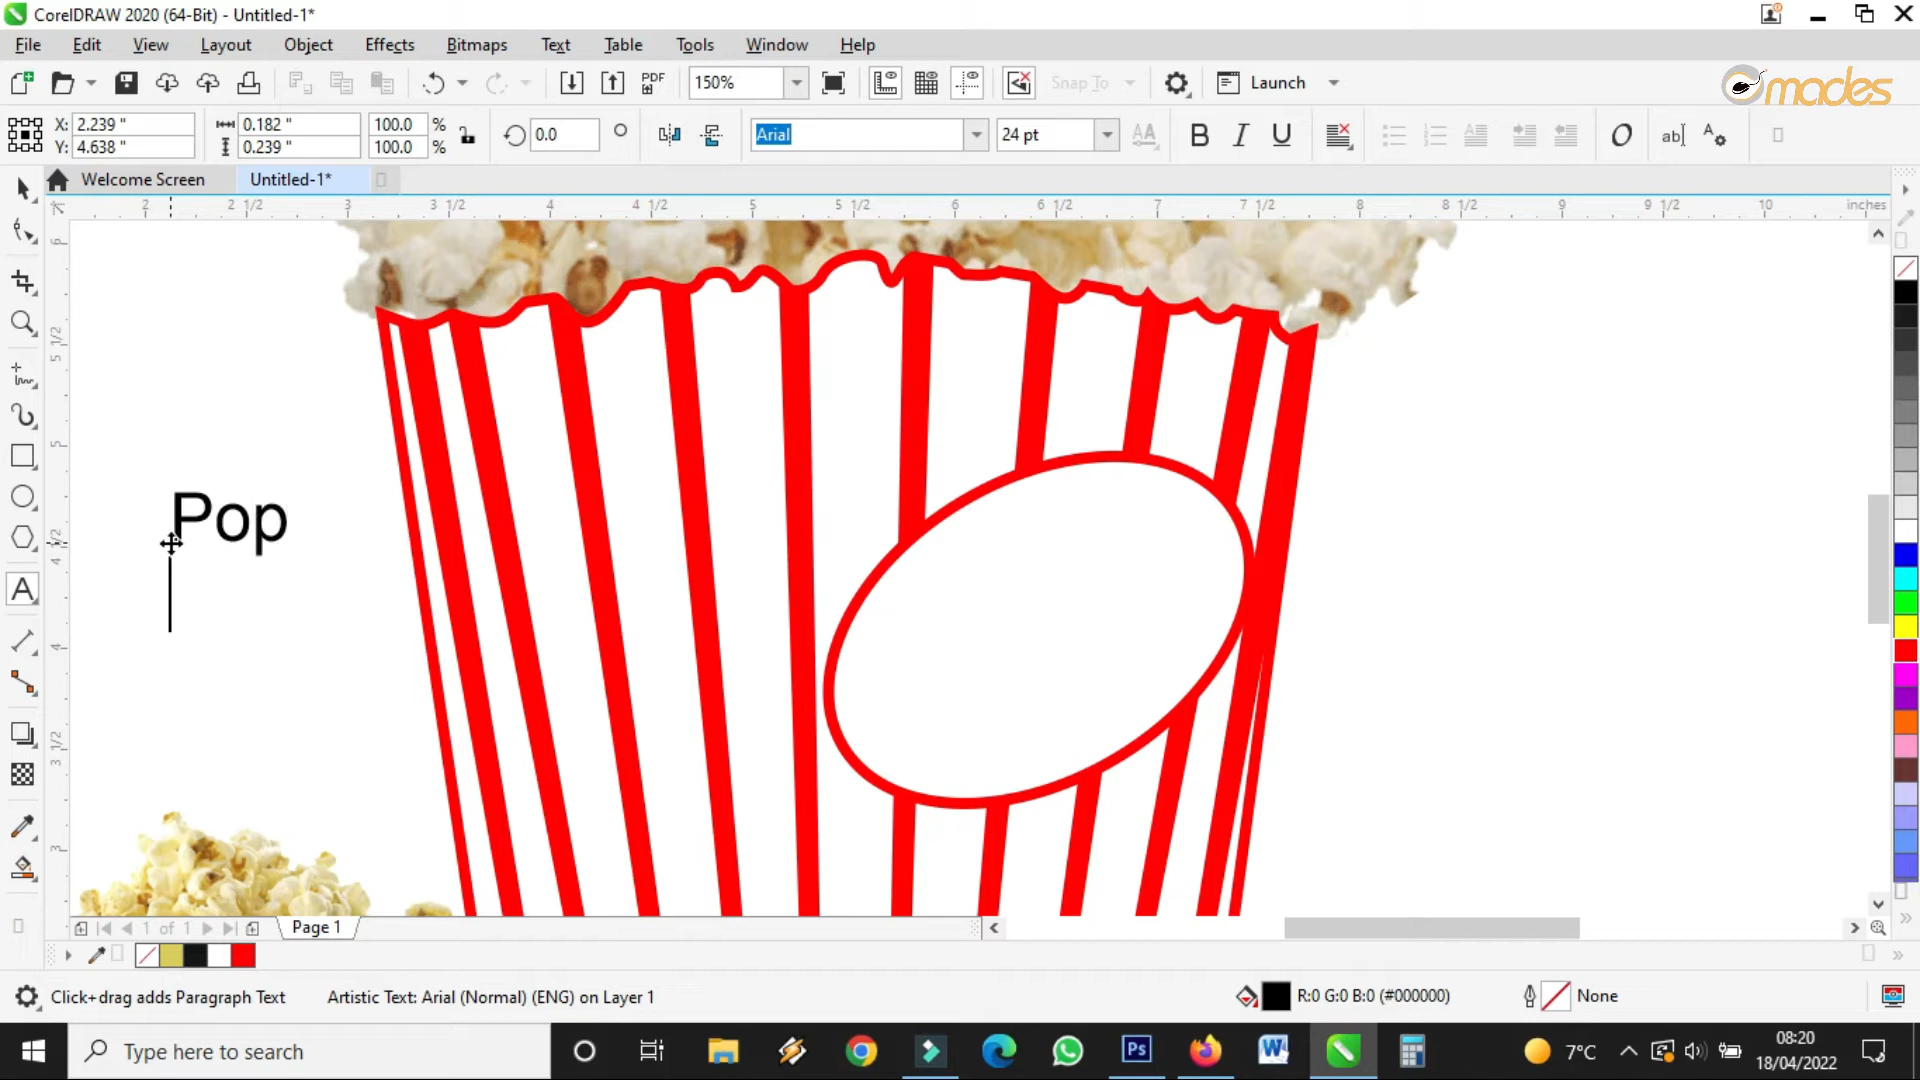 CorelDRAW 2020 (64-Bit) - Untitled-1*
File Edit View Layout Object Effects Bitmaps Text Table Tools Window Help
PDF 150% Snap To Launch
Omades
X: 2.239 " 0.182 " 100.0 % 0.0 Arial 24 pt B I U O ab|
Y: 4.638 " 0.239 " 100.0 %
Welcome Screen Untitled-1*
2 2 1/2 3 3 1/2 4 4 1/2 5 5 1/2 6 6 1/2 7 7 1/2 8 8 1/2 9 9 1/2 10 inches
Pop
1 of 1 Page 1
Click+drag adds Paragraph Text Artistic Text: Arial (Normal) (ENG) on Layer 1 R:0 G:0 B:0 (#000000) None
Type here to search Ps 7°C 08:20
18/04/2022